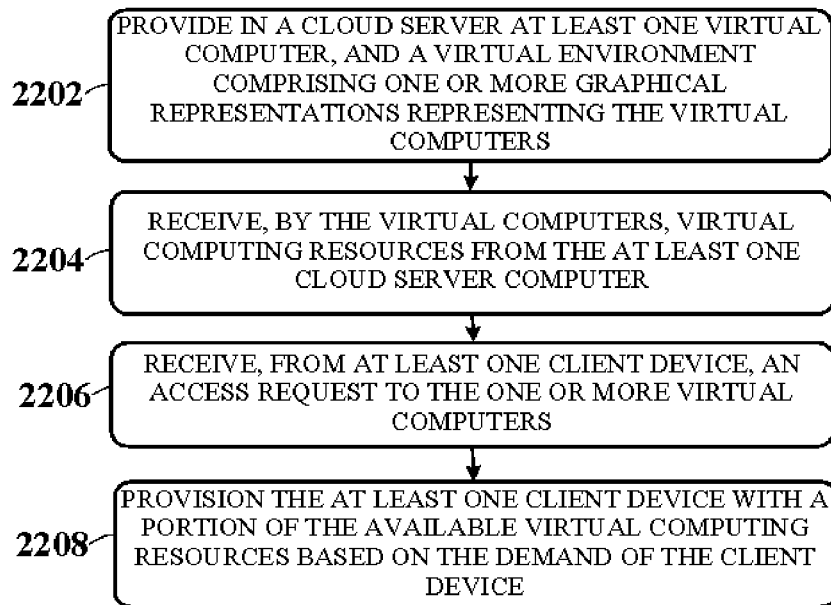 PROVIDE IN A CLOUD SERVER AT LEAST ONE VIRTUAL
COMPUTER, AND A VIRTUAL ENVIRONMENT
COMPRISING ONE OR MORE GRAPHICAL
REPRESENTATIONS REPRESENTING THE VIRTUAL
COMPUTERS
2202
RECEIVE, BY THE VIRTUAL COMPUTERS, VIRTUAL
COMPUTING RESOURCES FROM THE AT LEAST ONE
CLOUD SERVER COMPUTER
2204
RECEIVE, FROM AT LEAST ONE CLIENT DEVICE, AN
ACCESS REQUEST TO THE ONE OR MORE VIRTUAL
COMPUTERS
2206
PROVISION THE AT LEAST ONE CLIENT DEVICE WITH A
PORTION OF THE AVAILABLE VIRTUAL COMPUTING
RESOURCES BASED ON THE DEMAND OF THE CLIENT
DEVICE
2208